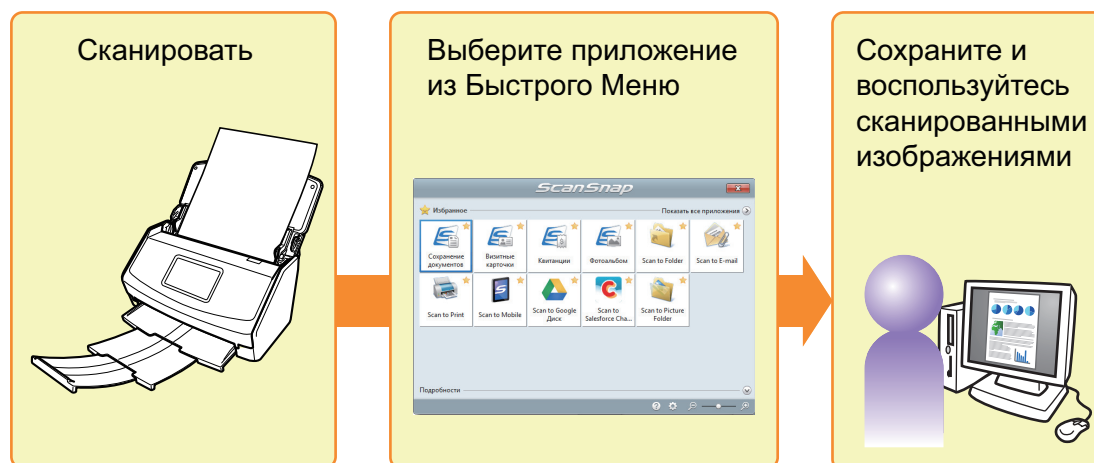 Сканировать
Выберите приложение
из Быстрого Меню
ScanSnap
Избранное
Показать все приложения
Сохранение
документов
Визитные
карточки
Квитанции
Фотоальбом
Scan to Folder
Scan to E-mail
Scan to Print
Scan to Mobile
Scan to Google
Диск
Scan to
Salesforce Cha...
Scan to Picture
Folder
Подробности
Сохраните и
воспользуйтесь
сканированными
изображениями